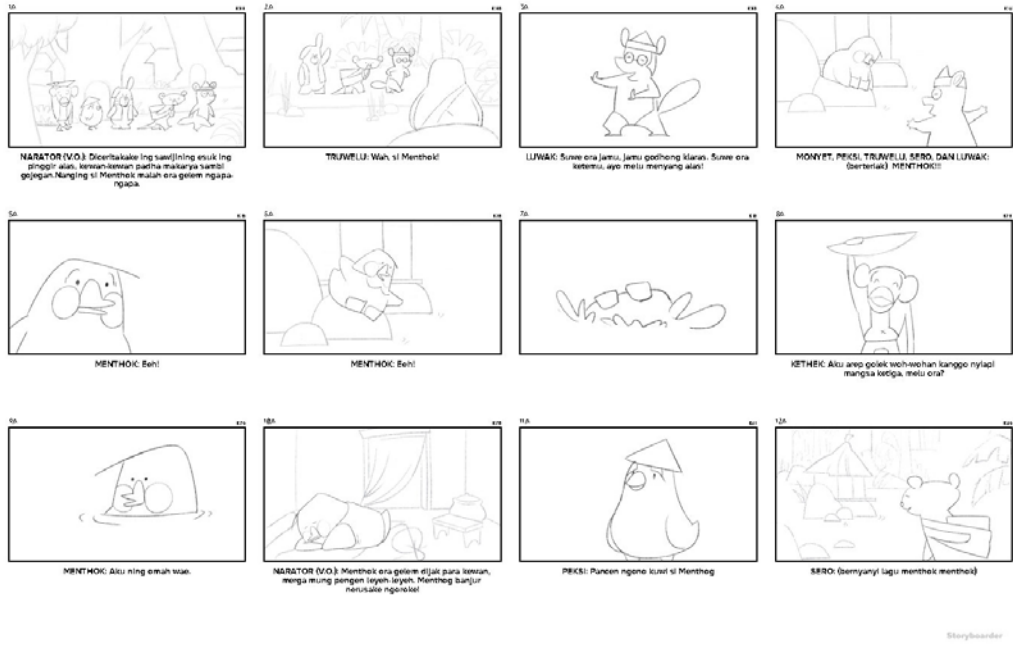 1A
2A
3A
4A
NARATOR (V.O.): Diceritakake ing sawijining esuk ing
pinggir alas, kewan-kewan padha makarya sambi
gojegan.Nanging si Menthok malah ora gelem ngapa-
ngapa.
TRUWELU: Wah, si Menthok!
LUWAK: Suwe ora jamu, jamu godhong klaras. Suwe ora
ketemu, ayo melu menyang alas!
MONYET, PEKSI, TRUWELU, SERO, DAN LUWAK:
(berteriak) MENTHOK!!!
5A
6A
7A
8A
MENTHOK: Eeh!
MENTHOK: Eeh!
KETHEK: Aku arep golek woh-wohan kanggo nyiapi
mangsa ketiga, melu ora?
9A
10A
11A
12A
MENTHOK: Aku ning omah wae.
NARATOR (V.O.): Menthok ora gelem dijak para kewan,
merga mung pengen leyeh-leyeh. Menthog banjur
nerusake ngoroke!
PEKSI: Pancen ngono kuwi si Menthog
SERO: (bernyanyi lagu menthok menthok)
Storyboarder